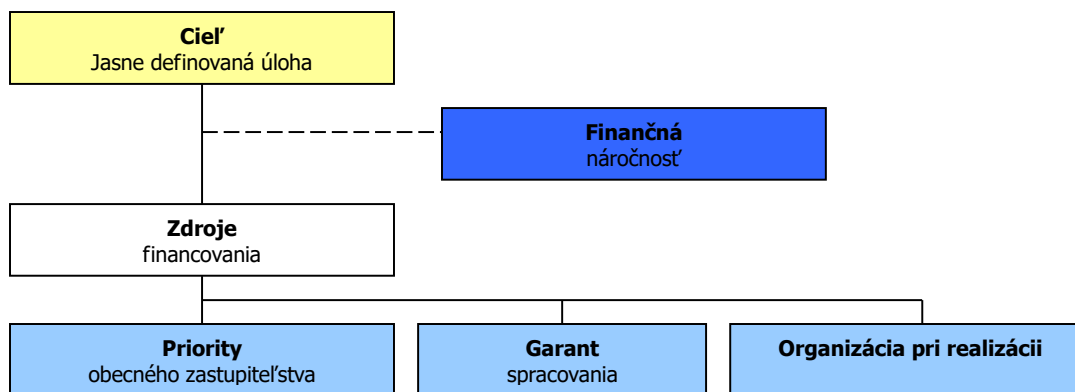 Cieľ
Jasne definovaná úloha
Finančná
náročnosť
Zdroje
financovania
Priority
obecného zastupiteľstva
Garant
spracovania
Organizácia pri realizácii